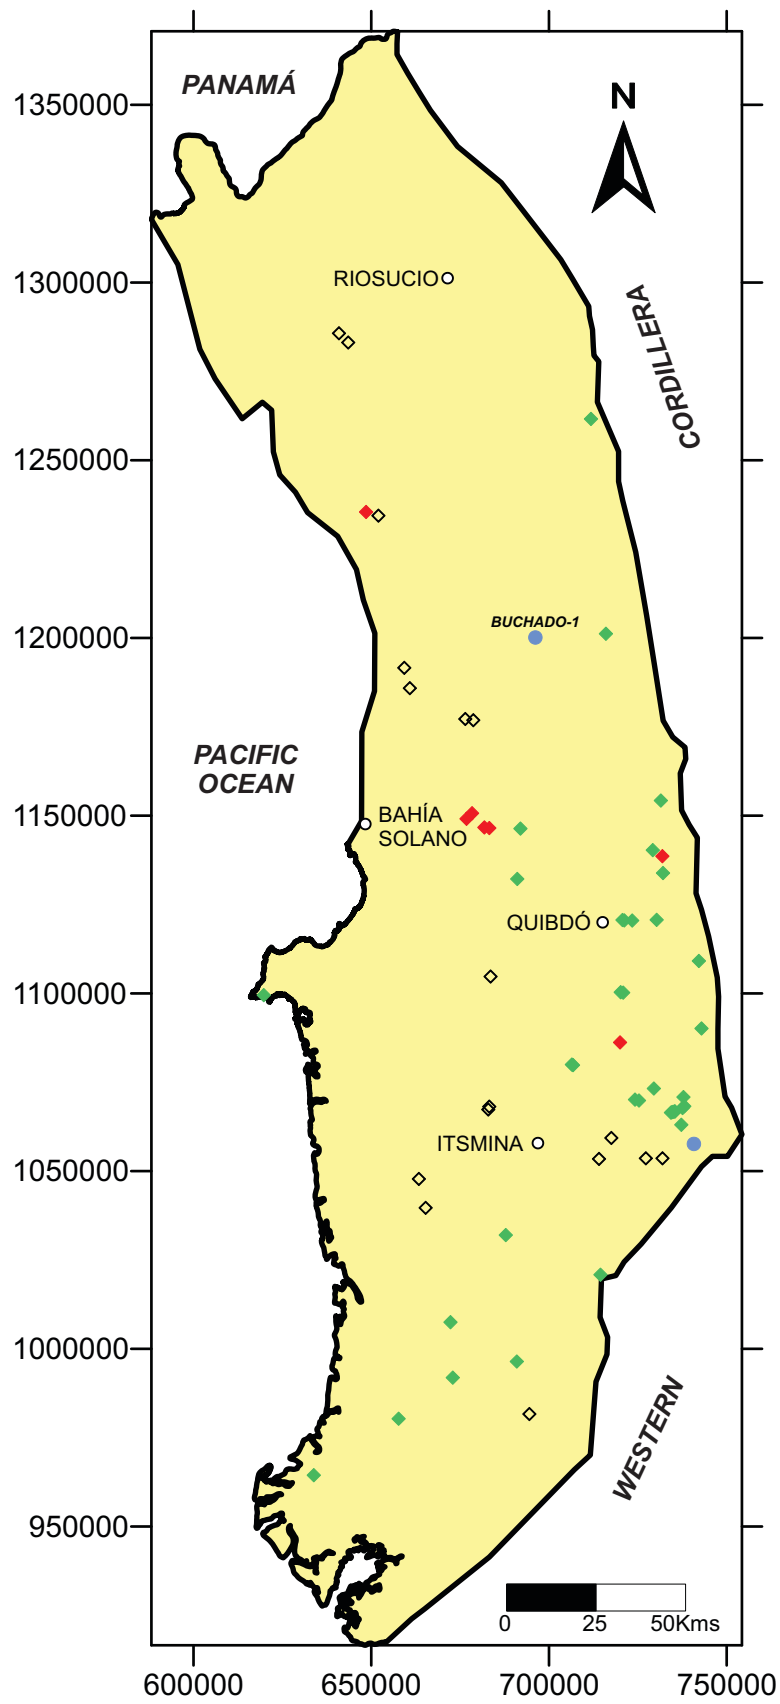 PANAMÁ
N
1350000
RIOSUCIO
1300000
CORDILLERA
1250000
BUCHADO-1
1200000
PACIFIC
OCEAN
1150000
BAHÍA
SOLANO
QUIBDÓ
1100000
ITSMINA
1050000
1000000
WESTERN
950000
0 25 50Kms
600000 650000 700000 750000